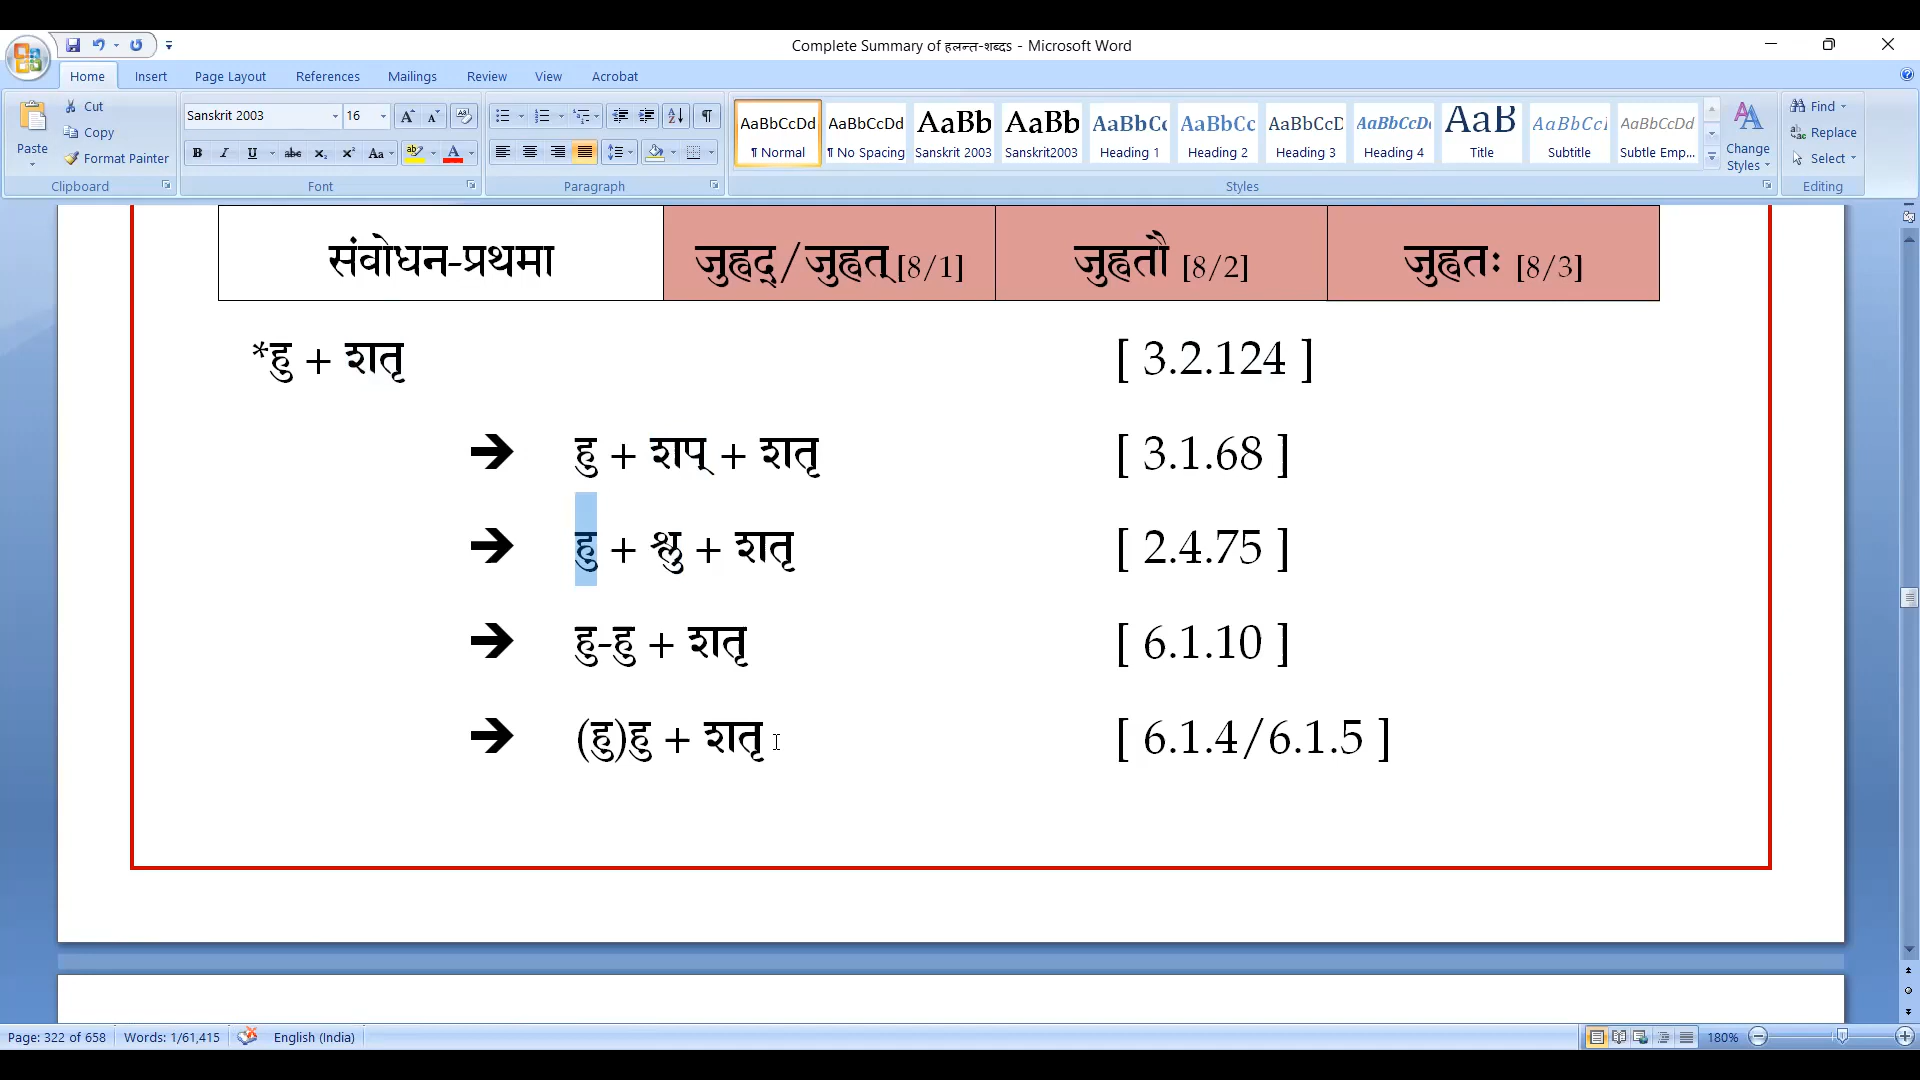 Complete Summary of हलन्त-शब्दs - Microsoft Word
Home Insert Page Layout References Mailings Review View Acrobat
Paste Cut Copy Format Painter Clipboard
Sanskrit 2003 16 Font
Paragraph
AaBbCcDd AaBbCcDd AaBb AaBb AaBbCc AaBbCc AaBbCcD AaBbCcDc AaB AaBbCcl AaBbCcDd
¶ Normal ¶ No Spacing Sanskrit 2003 Sanskrit2003 Heading 1 Heading 2 Heading 3 Heading 4 Title Subtitle Subtle Emp...
Styles Change Styles
Find Replace Select Editing
संवोधन-प्रथमा जुह्वद्/जुह्वत् [8/1] जुह्वतौ [8/2] जुह्वतः [8/3]
*हु + शतृ [ 3.2.124 ]
➔ हु + शप् + शतृ [ 3.1.68 ]
➔ हु + श्लु + शतृ [ 2.4.75 ]
➔ हु-हु + शतृ [ 6.1.10 ]
➔ (हु)हु + शतृ [ 6.1.4/6.1.5 ]
Page: 322 of 658 Words: 1/61,415 English (India) 180%